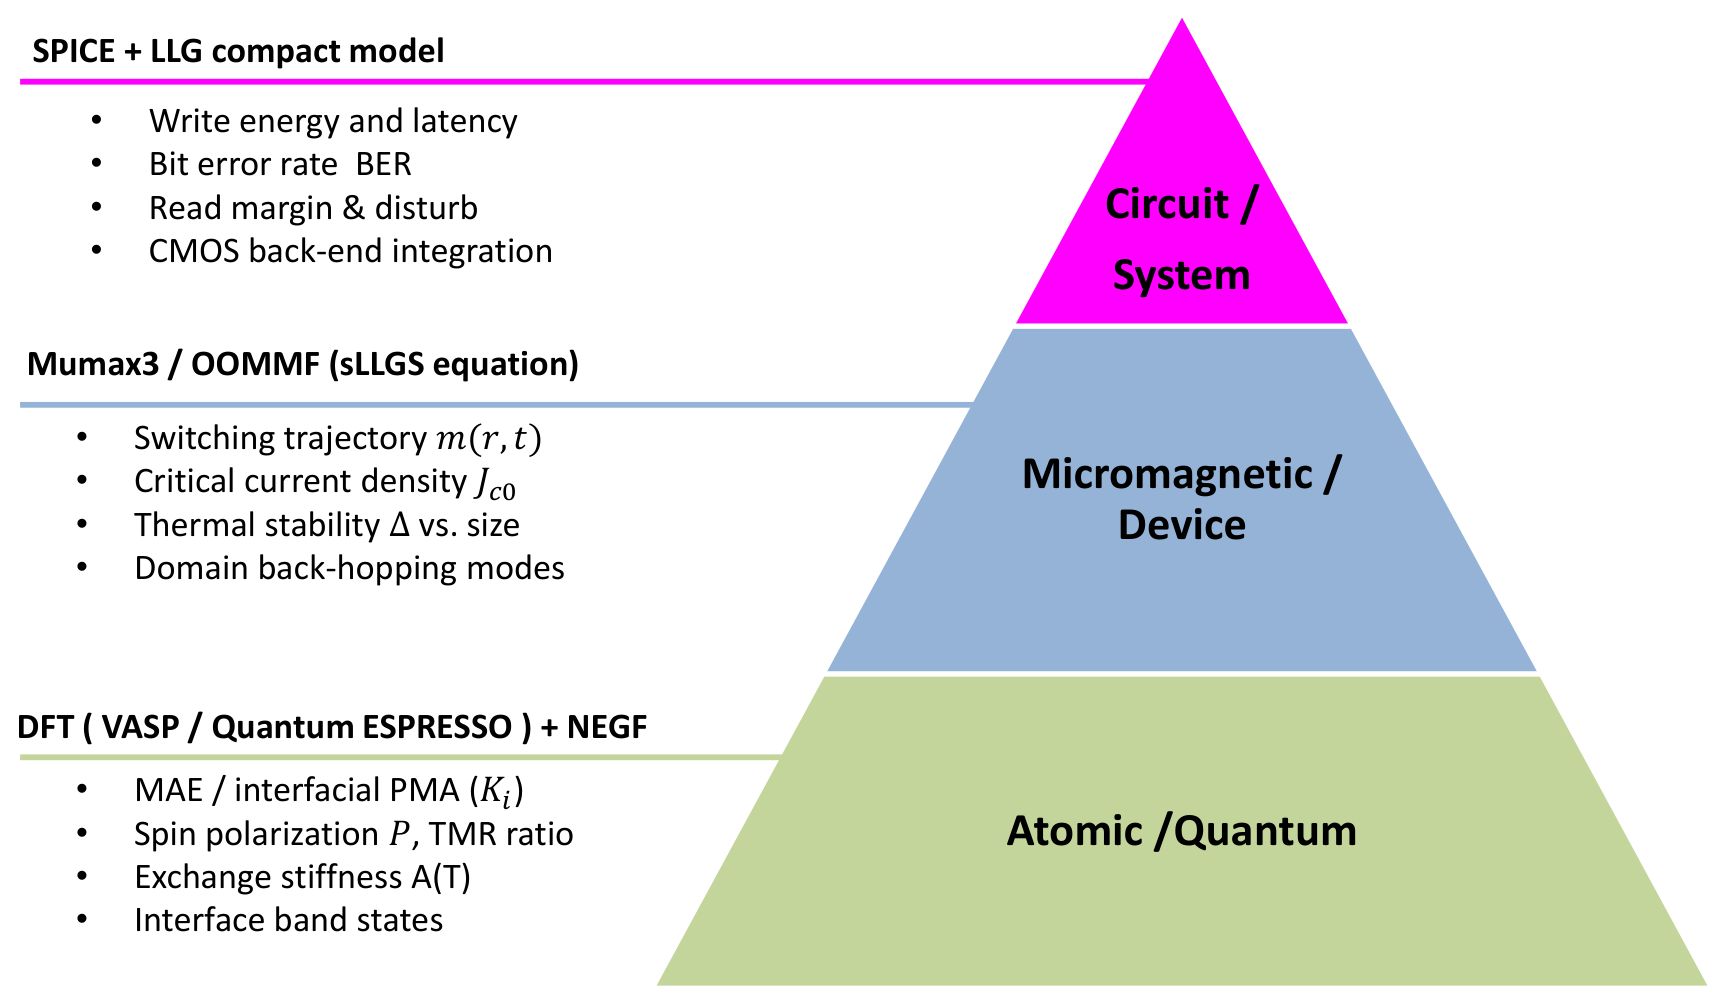 SPICE + LLG compact model
• Write energy and latency
• Bit error rate  BER
• Read margin & disturb
• CMOS back-end integration
Circuit /
System
Mumax3 / OOMMF (sLLGS equation)
• Switching trajectory m(r, t)
• Critical current density J_{c0}
• Thermal stability Δ vs. size
• Domain back-hopping modes
Micromagnetic /
Device
DFT ( VASP / Quantum ESPRESSO ) + NEGF
• MAE / interfacial PMA (K_i)
• Spin polarization P, TMR ratio
• Exchange stiffness A(T)
• Interface band states
Atomic /Quantum